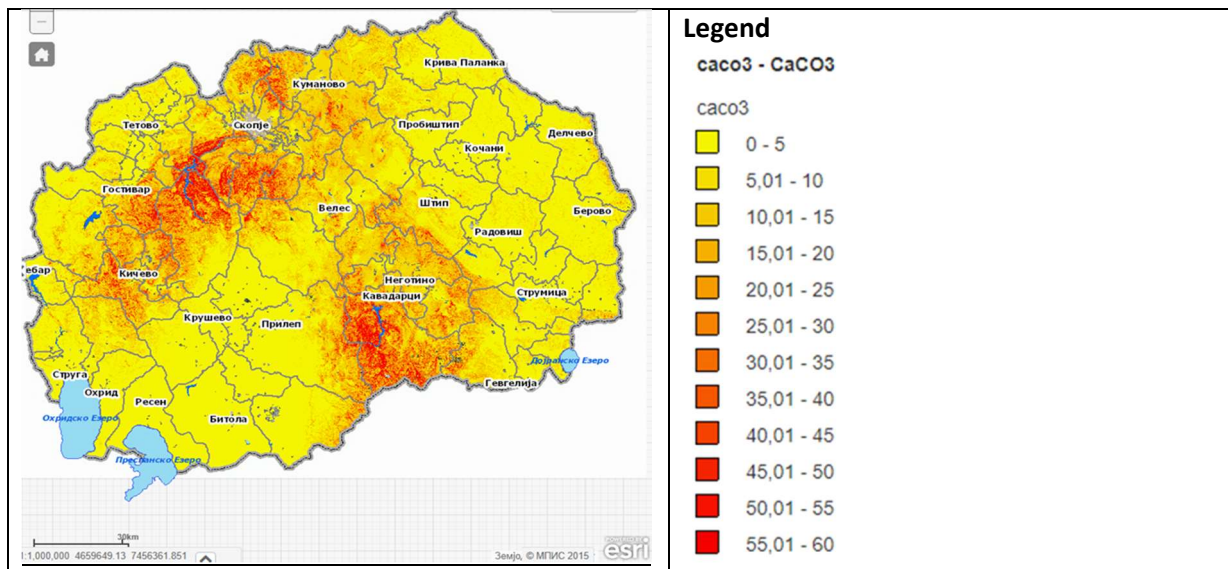 Крива Паланка
Куманово
Тетово
Скопје
Пробиштип
Делчево
Кочани
Гостивар
Велес
Штип
Берово
Радовиш
ебар
Кичево
Неготино
Кавадарци
Струмица
Крушево
Прилеп
Дојранско Езеро
Струга
Гевгелија
Охрид
Ресен
Охридско Езеро
Битола
Преспанско Езеро
30km
1:1,000,000 4659649.13 7456361.851
Земјо, © МПИС 2015
POWERED BY
esri
Legend
caco3 - CaCO3
caco3
0 - 5
5,01 - 10
10,01 - 15
15,01 - 20
20,01 - 25
25,01 - 30
30,01 - 35
35,01 - 40
40,01 - 45
45,01 - 50
50,01 - 55
55,01 - 60